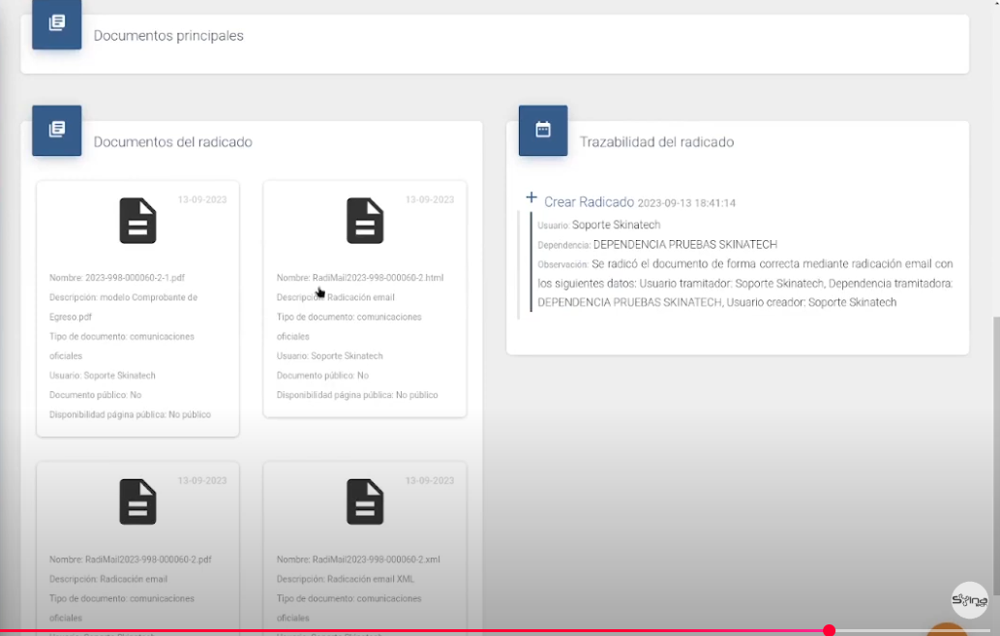 Documentos principales
Documentos del radicado
13-09-2023
Nombre: 2023-998-000060-2-1.pdf
Descripción: modelo Comprobante de
Egreso.pdf
Tipo de documento: comunicaciones
oficiales
Usuario: Soporte Skinatech
Documento público: No
Disponibilidad página pública: No público
13-09-2023
Nombre: RadiMail2023-998-000060-2.html
Descripción: Radicación email
Tipo de documento: comunicaciones
oficiales
Usuario: Soporte Skinatech
Documento público: No
Disponibilidad página pública: No público
13-09-2023
Nombre: RadiMail2023-998-000060-2.pdf
Descripción: Radicación email
Tipo de documento: comunicaciones
oficiales
13-09-2023
Nombre: RadiMail2023-998-000060-2.xml
Descripción: Radicación email XML
Tipo de documento: comunicaciones
oficiales
Trazabilidad del radicado
Crear Radicado 2023-09-13 18:41:14
Usuario: Soporte Skinatech
Dependencia: DEPENDENCIA PRUEBAS SKINATECH
Observación: Se radicó el documento de forma correcta mediante radicación email con
los siguientes datos: Usuario tramitador: Soporte Skinatech, Dependencia tramitadora:
DEPENDENCIA PRUEBAS SKINATECH, Usuario creador: Soporte Skinatech